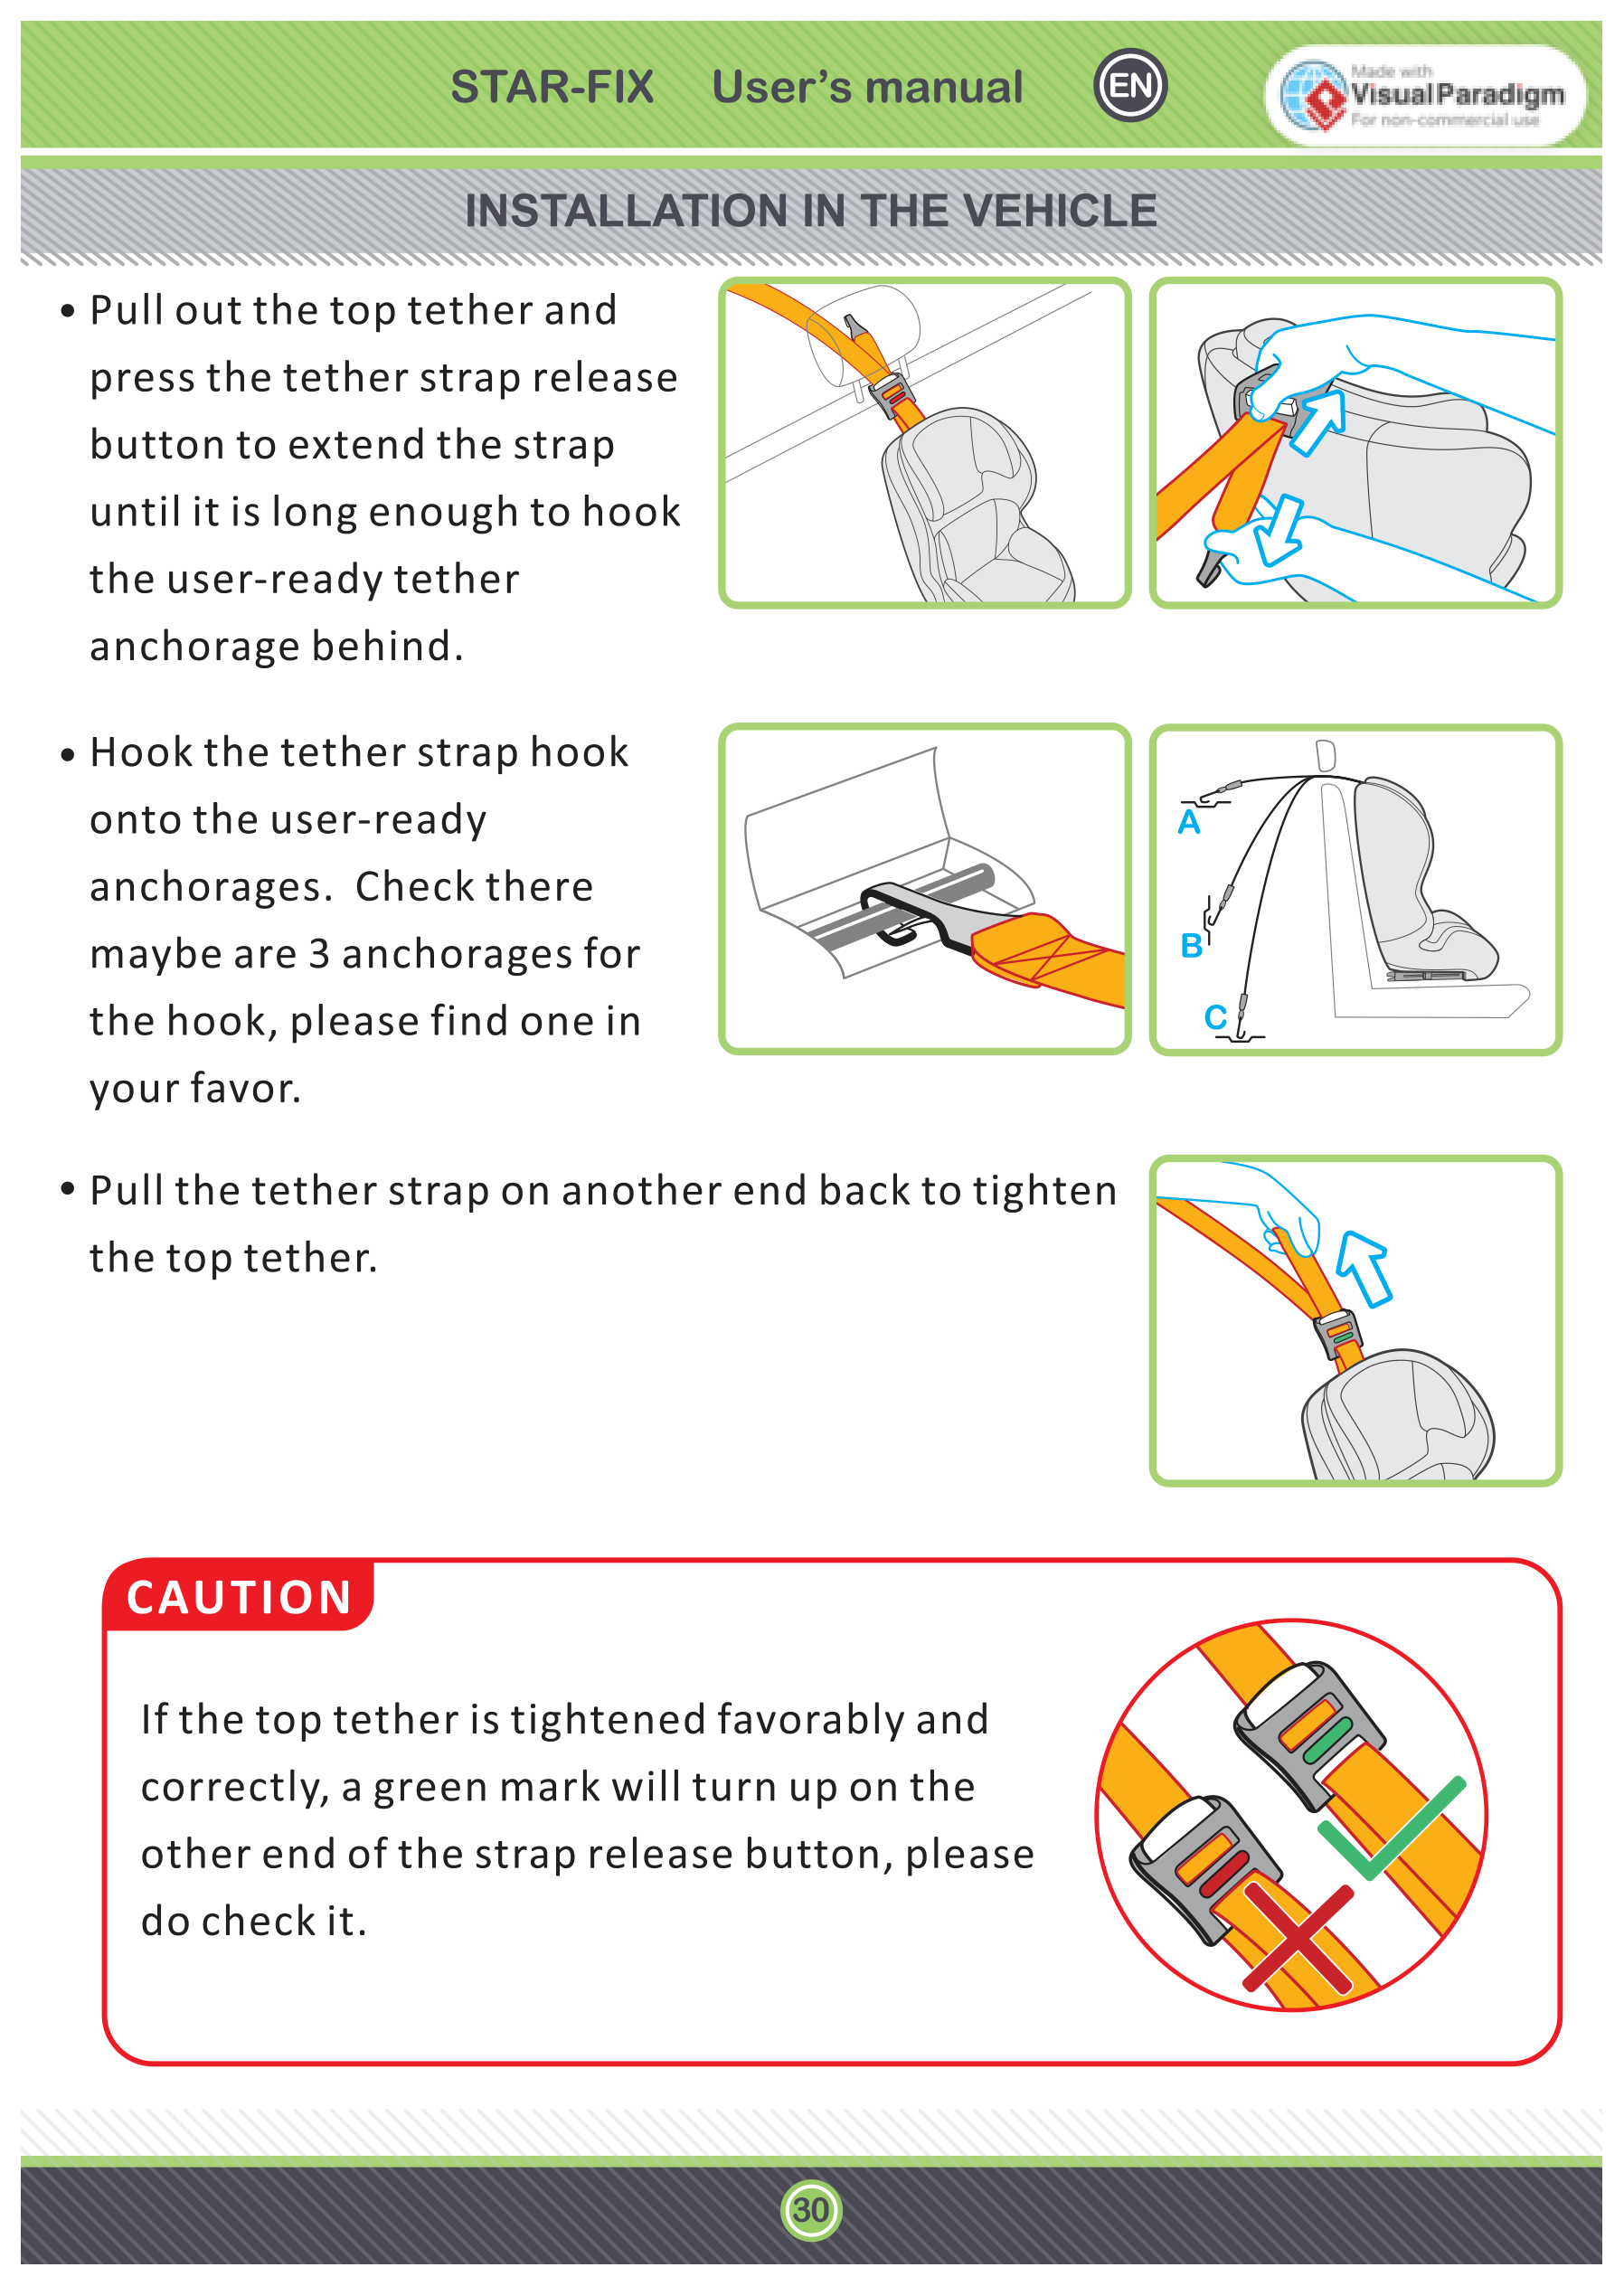 STAR-FIX User's manual EN
Made with
Visual Paradigm
For non-commercial use
INSTALLATION IN THE VEHICLE
• Pull out the top tether and
press the tether strap release
button to extend the strap
until it is long enough to hook
the user-ready tether
anchorage behind.
• Hook the tether strap hook
onto the user-ready
anchorages. Check there
maybe are 3 anchorages for
the hook, please find one in
your favor.
A
B
C
• Pull the tether strap on another end back to tighten
the top tether.
CAUTION
If the top tether is tightened favorably and
correctly, a green mark will turn up on the
other end of the strap release button, please
do check it.
30